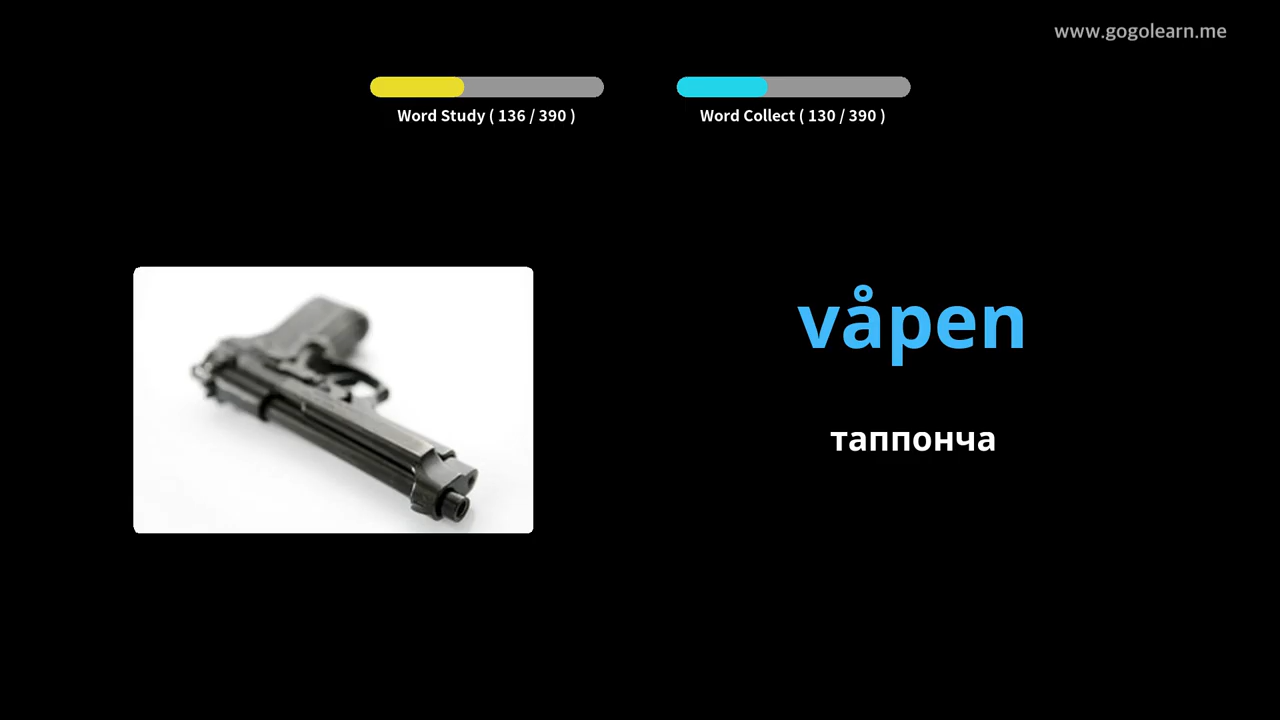 www.gogolearn.me
Word Study ( 136 / 390 )
Word Collect ( 130 / 390 )
våpen
таппонча